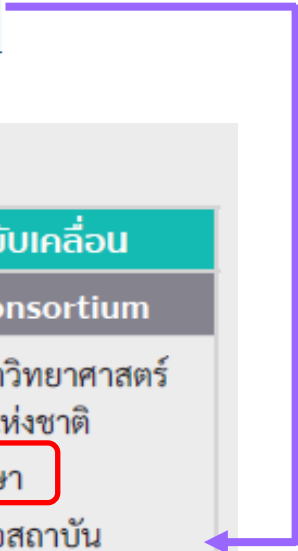 ขับเคลื่อน
onsortium
วิทยาศาสตร์
ห่งชาติ
ษา
สถาบัน